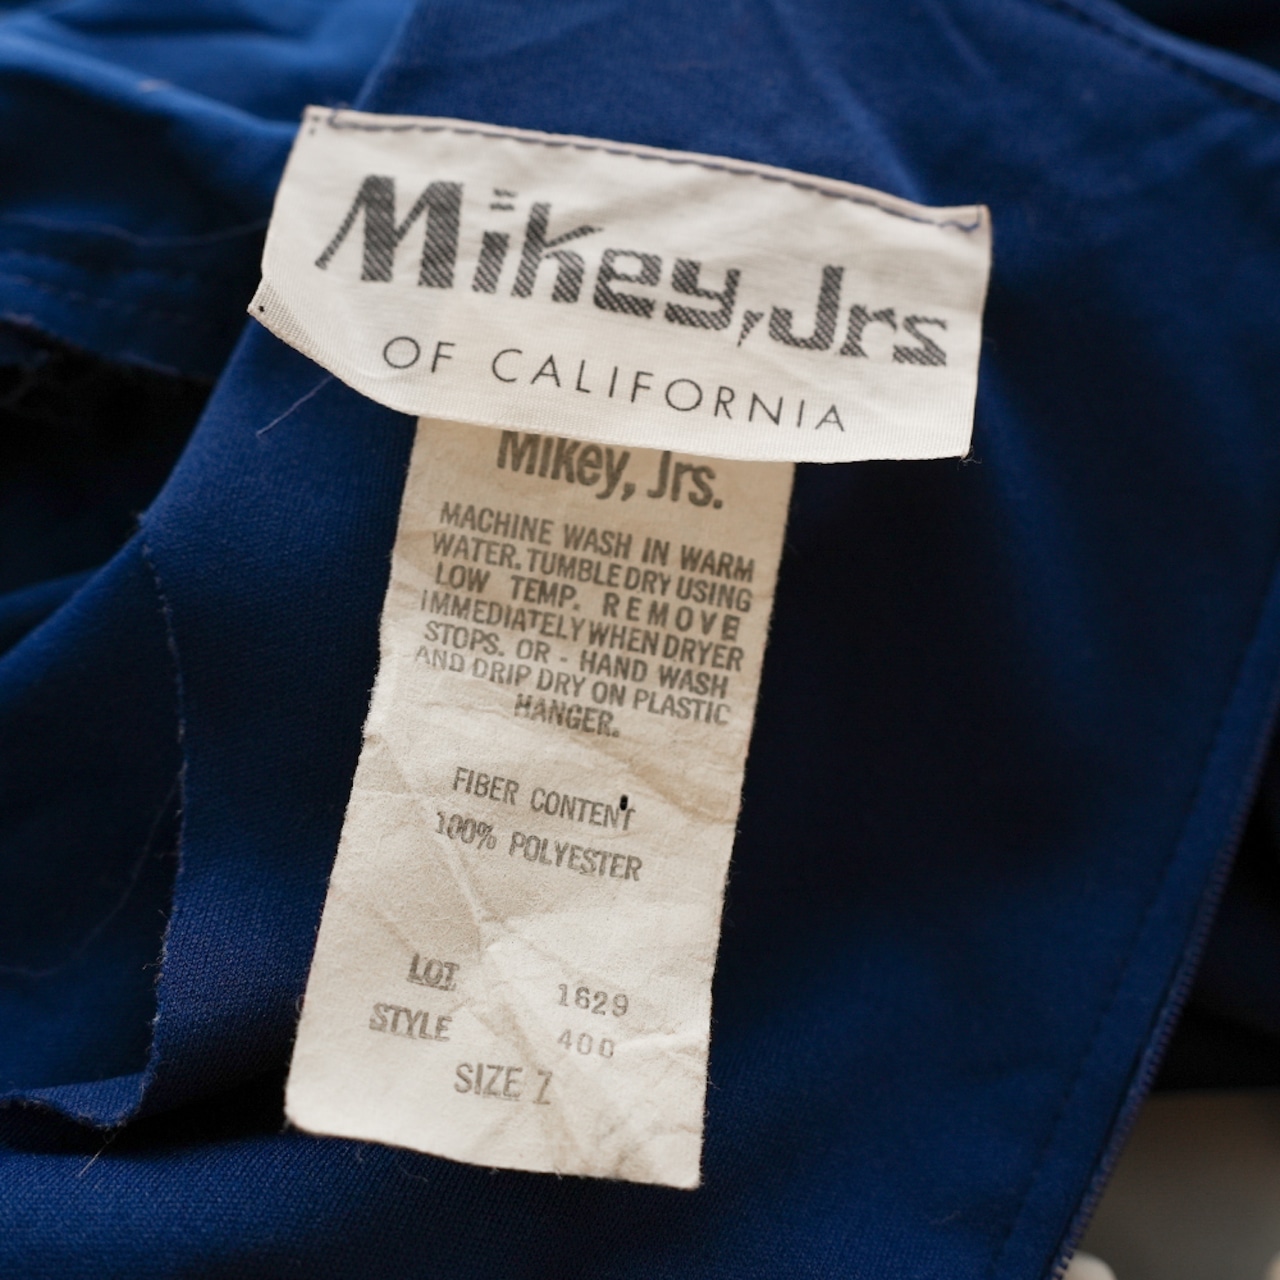 Mikey, Jrs
OF CALIFORNIA
Mikey, Jrs.
MACHINE WASH IN WARM
WATER. TUMBLE DRY USING
LOW TEMP. REMOVE
IMMEDIATELY WHEN DRYER
STOPS. OR - HAND WASH
AND DRIP DRY ON PLASTIC
HANGER.
FIBER CONTENT
100% POLYESTER
LOT 1629
STYLE 400
SIZE 7